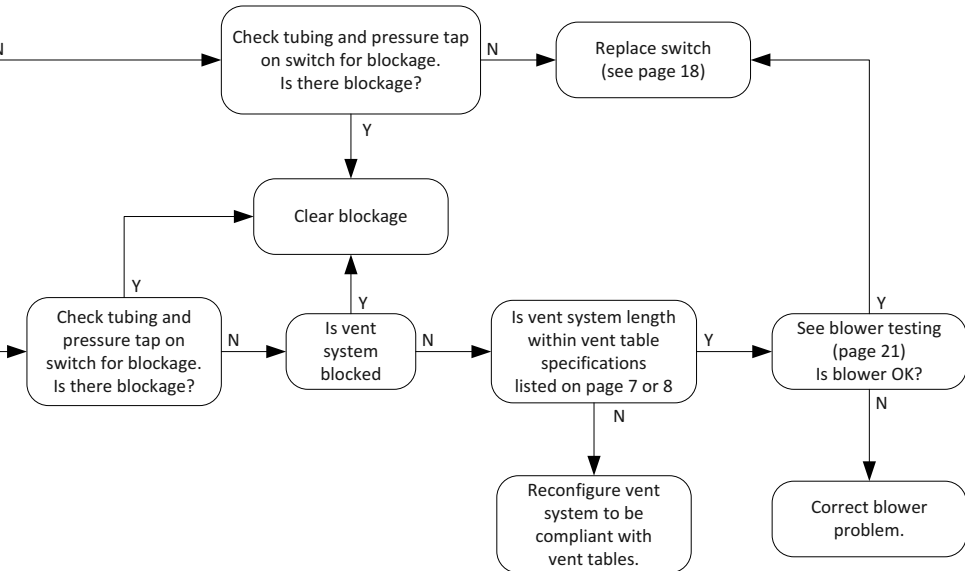 N
Check tubing and pressure tap
on switch for blockage.
Is there blockage?
N
Replace switch
(see page 18)
Y
Clear blockage
Y
Y
Y
Check tubing and
pressure tap on
switch for blockage.
Is there blockage?
N
Is vent
system
blocked
N
Is vent system length
within vent table
specifications
listed on page 7 or 8
Y
See blower testing
(page 21)
Is blower OK?
N
N
Reconfigure vent
system to be
compliant with
vent tables.
Correct blower
problem.